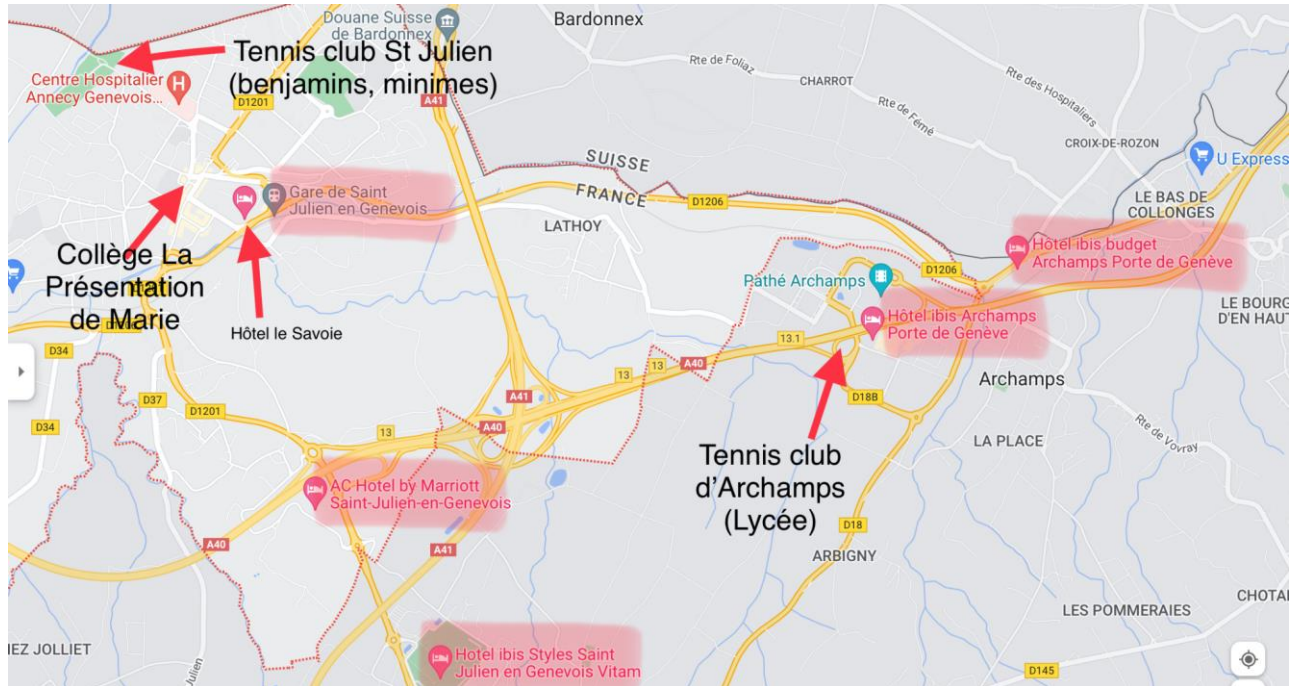 Bardonnex
Douane Suisse
de Bardonnex
Tennis club St Julien
(benjamins, minimes)
Centre Hospitalier
Annecy Genevois...
H
D1201
A41
Rte de Foliaz
CHARROT
Rte des Hospitaliers
Rte de Ferné
CROIX-DE-ROZON
U Express
SUISSE
FRANCE
Gare de Saint
Julien en Genevois
D1206
LATHOY
LE BAS DE
COLLONGES
Hôtel ibis budget
Archamps Porte de Genève
D1206
Collège La
Présentation
de Marie
Hôtel le Savoie
Pathé Archamps
Hôtel ibis Archamps
Porte de Genève
LE BOURG
D'EN HAUT
13.1
A40
13
13
Archamps
D34
D37
A41
D18B
D1201
13
A40
D34
LA PLACE
Rte de Vovray
Tennis club
d'Archamps
(Lycée)
AC Hotel by Marriott
Saint-Julien-en-Genevois
D18
A40
A41
ARBIGNY
LES POMMERAIES
CHOTAI
EZ JOLLIET
Julien
Hotel ibis Styles Saint
Julien en Genevois Vitam
D145